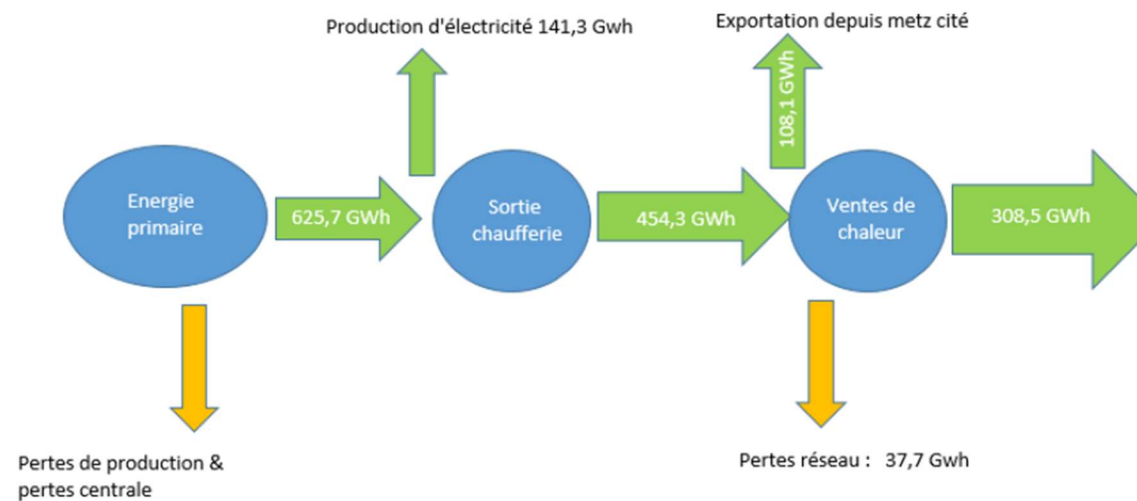 Production d'électricité 141,3 Gwh
Exportation depuis metz cité
108,1 GWh
Energie
primaire
625,7 GWh
Sortie
chaufferie
454,3 GWh
Ventes de
chaleur
308,5 GWh
Pertes de production &
pertes centrale
Pertes réseau : 37,7 Gwh